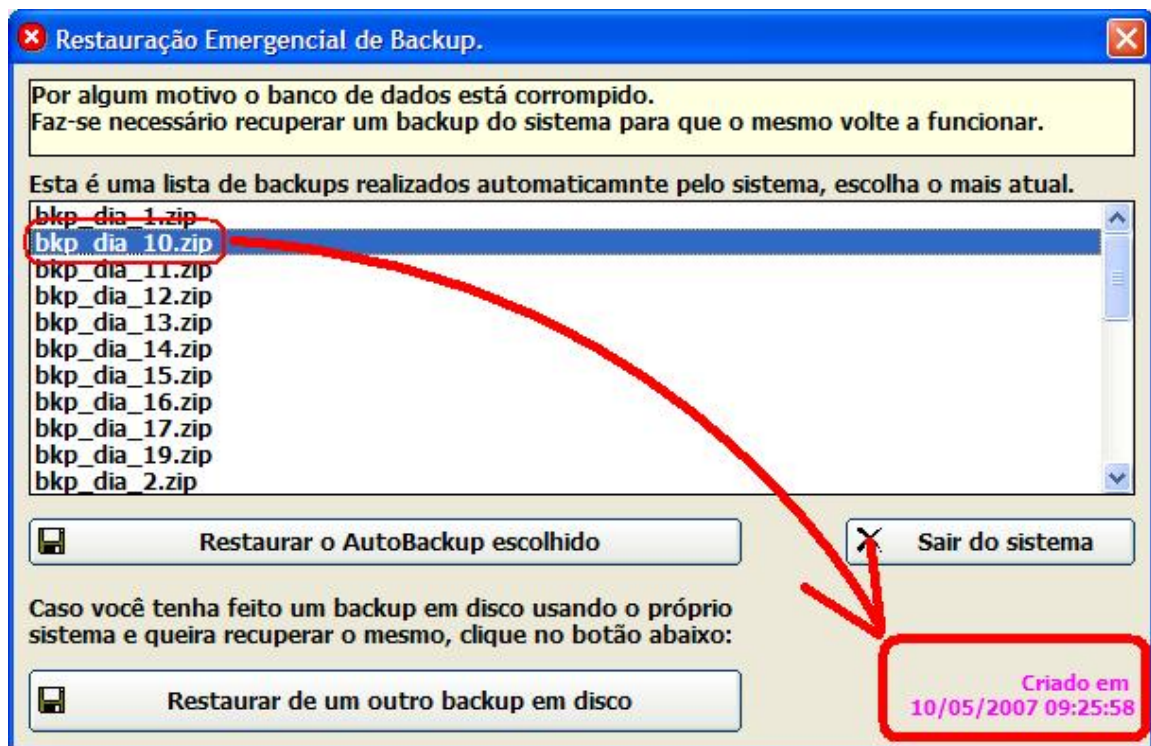 Restauração Emergencial de Backup.
Por algum motivo o banco de dados está corrompido.
Faz-se necessário recuperar um backup do sistema para que o mesmo volte a funcionar.
Esta é uma lista de backups realizados automaticamnte pelo sistema, escolha o mais atual.
bkp_dia_1.zip
bkp_dia_10.zip
bkp_dia_11.zip
bkp_dia_12.zip
bkp_dia_13.zip
bkp_dia_14.zip
bkp_dia_15.zip
bkp_dia_16.zip
bkp_dia_17.zip
bkp_dia_19.zip
bkp_dia_2.zip
Restaurar o AutoBackup escolhido
Sair do sistema
Caso você tenha feito um backup em disco usando o próprio
sistema e queira recuperar o mesmo, clique no botão abaixo:
Restaurar de um outro backup em disco
Criado em
10/05/2007 09:25:58